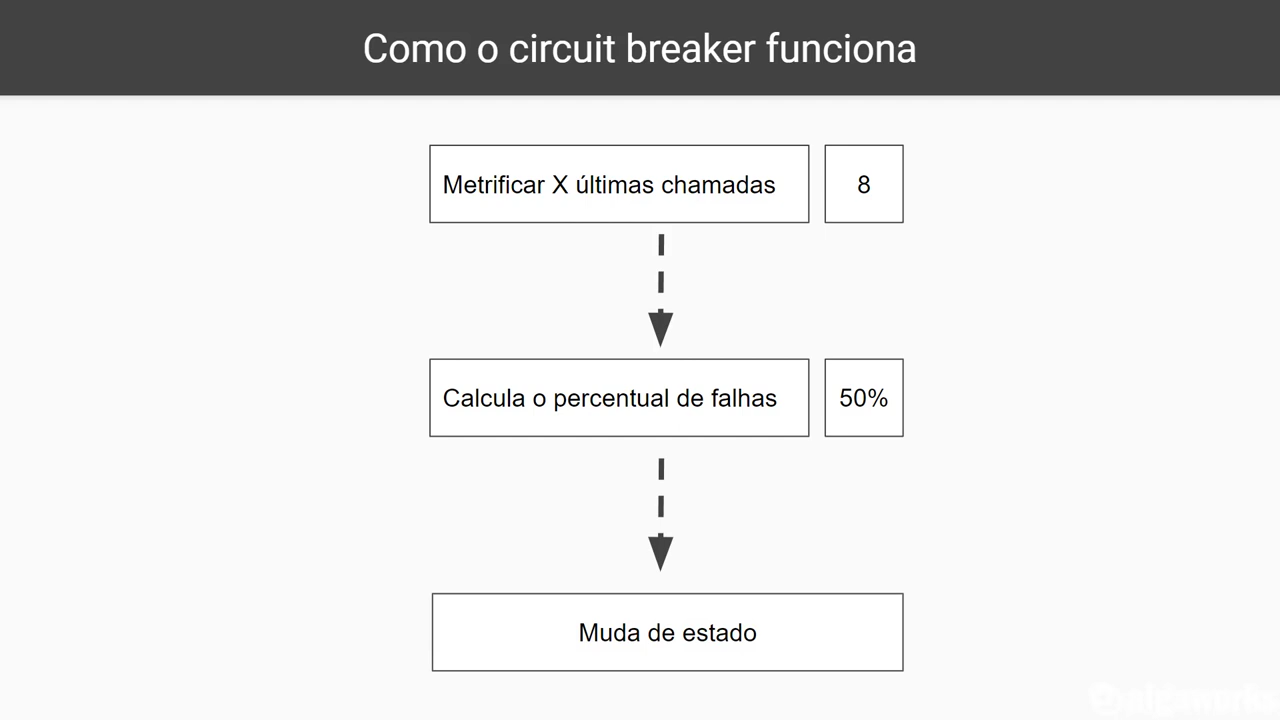 Como o circuit breaker funciona
Metrificar X últimas chamadas
8
Calcula o percentual de falhas
50%
Muda de estado